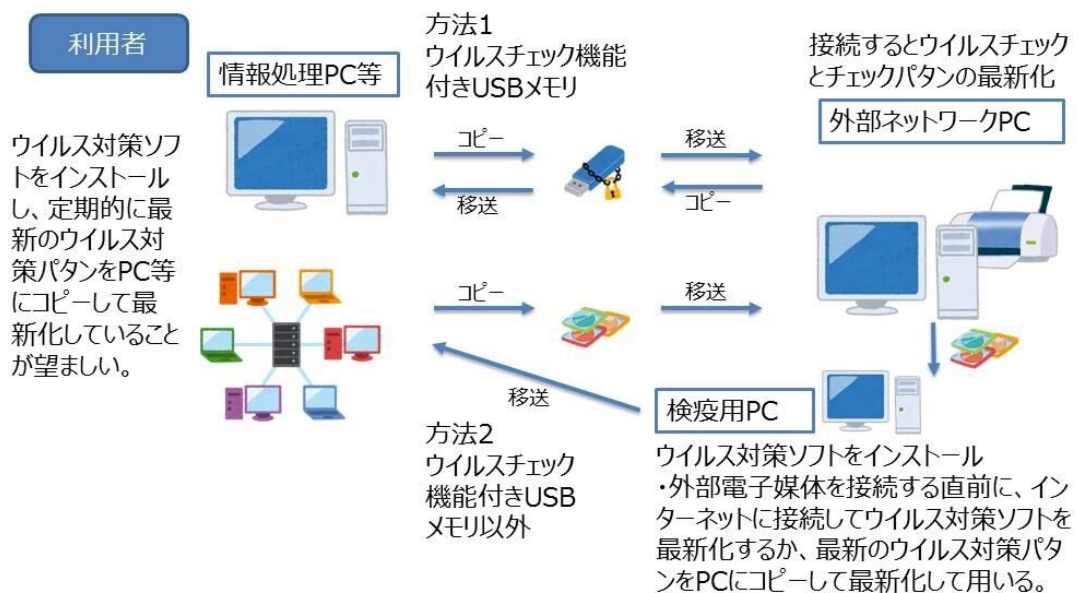 利用者
情報処理PC等
ウイルス対策ソフ
トをインストール
し、定期的に最
新のウイルス対
策パタンをPC等
にコピーして最
新化していること
が望ましい。
方法1
ウイルスチェック機能
付きUSBメモリ
コピー
移送
移送
コピー
接続するとウイルスチェック
とチェックパタンの最新化
外部ネットワークPC
コピー
移送
移送
方法2
ウイルスチェック
機能付きUSB
メモリ以外
検疫用PC
ウイルス対策ソフトをインストール
・外部電子媒体を接続する直前に、イン
ターネットに接続してウイルス対策ソフトを
最新化するか、最新のウイルス対策パタ
ンをPCにコピーして最新化して用いる。